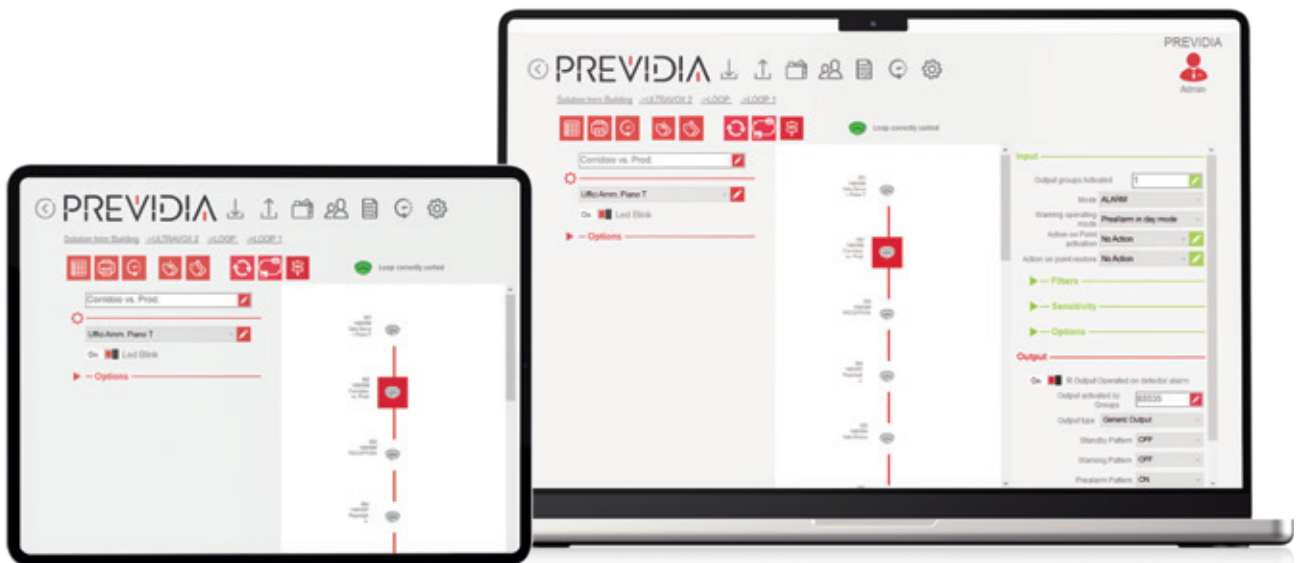 PREVIDIA
Solution from Building ->ULTRAVOX 2 ->LOOP ->LOOP 1
Loop correctly sorted
Corridoio vs. Prod.
Uffici Amm. Piano T
On Led Blink
Options
RECEPTION
PREVIDIA
PREVIDIA
Admin
Solution from Building ->ULTRAVOX 2 ->LOOP ->LOOP 1
Loop correctly sorted
Corridoio vs. Prod.
Uffici Amm. Piano T
On Led Blink
Options
RECEPTION
Input
Output groups Activated 1
Mode ALARM
Warning operating mode Prealarm in day mode
Action on Point activation No Action
Action on point restore No Action
Filters
Sensitivity
Options
Output
On R Output Operated on detector alarm
Output activated by Groups 65535
Output type Generic Output
Standby Pattern OFF
Warning Pattern OFF
Prealarm Pattern ON